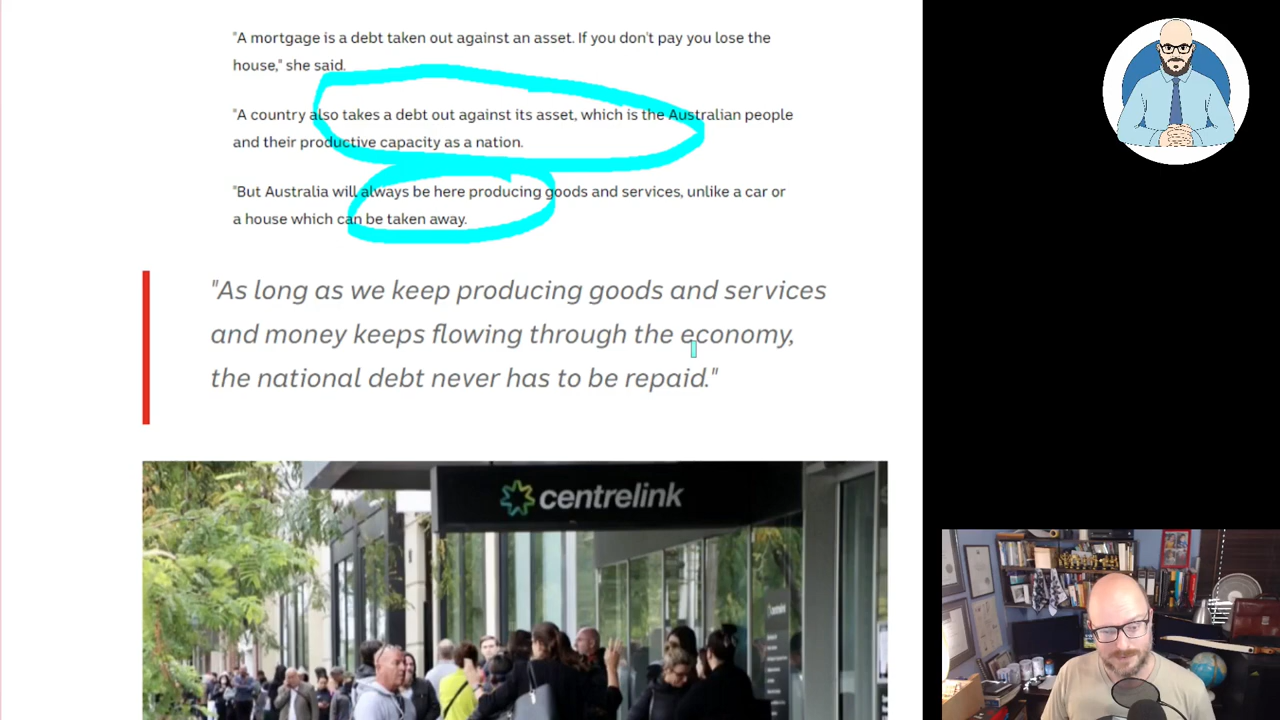 "A mortgage is a debt taken out against an asset. If you don't pay you lose the
house," she said.
"A country also takes a debt out against its asset, which is the Australian people
and their productive capacity as a nation.
"But Australia will always be here producing goods and services, unlike a car or
a house which can be taken away.
"As long as we keep producing goods and services
and money keeps flowing through the economy,
the national debt never has to be repaid."
centrelink